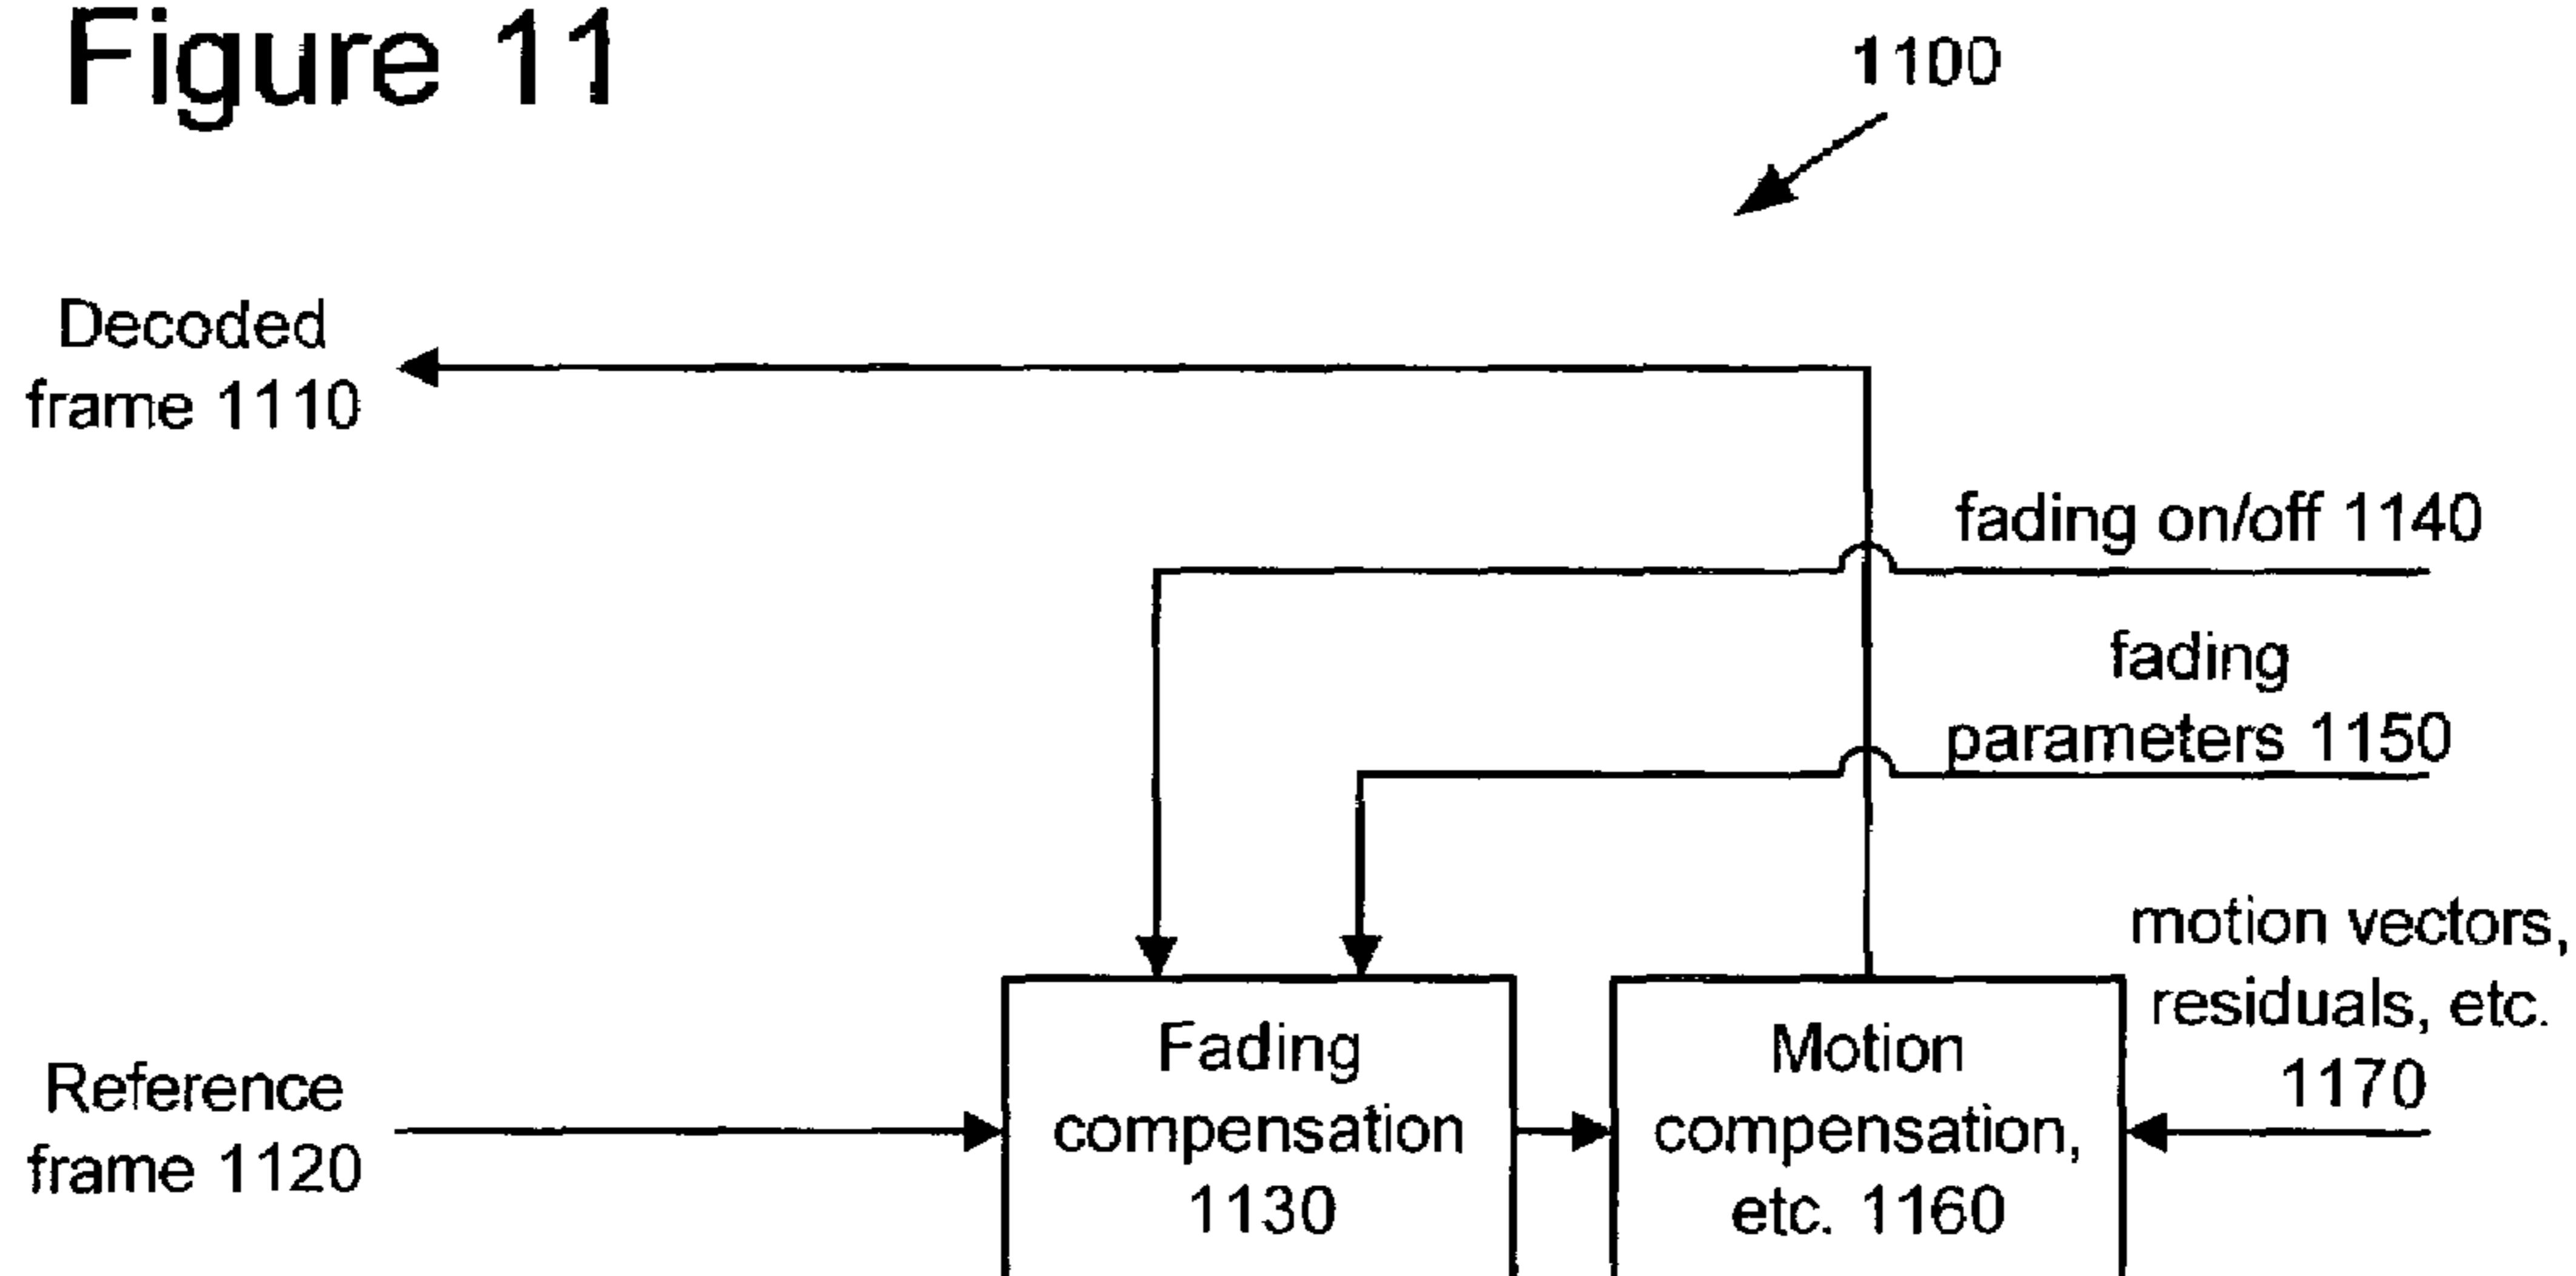 Figure 11
1100
Decoded
frame 1110
fading on/off 1140
fading
parameters 1150
motion vectors,
residuals, etc.
1170
Reference
frame 1120
Fading
compensation
1130
Motion
compensation,
etc. 1160